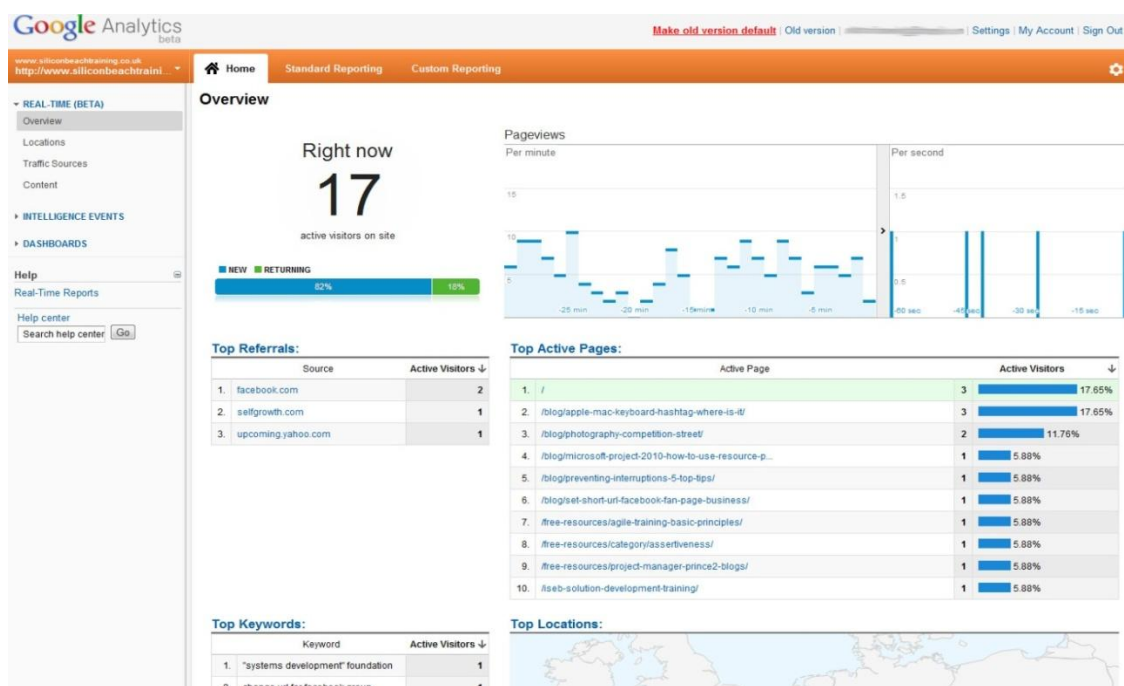 Google Analytics
beta
Make old version default | Old version | | Settings | My Account | Sign Out
www.siliconbeachtraining.co.uk
http://www.siliconbeachtraini...
Home Standard Reporting Custom Reporting
REAL-TIME (BETA)
Overview
Locations
Traffic Sources
Content
INTELLIGENCE EVENTS
DASHBOARDS
Help
Real-Time Reports
Help center
Search help center Go
Overview
Right now
17
active visitors on site
NEW RETURNING
82% 18%
Pageviews
Per minute
15
10
5
-25 min -20 min -15 min -10 min -5 min
Per second
1.5
1
0.5
-60 sec -45 sec -30 sec -15 sec
Top Referrals:
Source Active Visitors
1. facebook.com 2
2. selfgrowth.com 1
3. upcoming.yahoo.com 1
Top Active Pages:
Active Page Active Visitors
1. / 3 17.65%
2. /blog/apple-mac-keyboard-hashtag-where-is-it/ 3 17.65%
3. /blog/photography-competition-street/ 2 11.76%
4. /blog/microsoft-project-2010-how-to-use-resource-p... 1 5.88%
5. /blog/preventing-interruptions-5-top-tips/ 1 5.88%
6. /blog/set-short-url-facebook-fan-page-business/ 1 5.88%
7. /free-resources/agile-training-basic-principles/ 1 5.88%
8. /free-resources/category/assertiveness/ 1 5.88%
9. /free-resources/project-manager-prince2-blogs/ 1 5.88%
10. /iseb-solution-development-training/ 1 5.88%
Top Keywords:
Keyword Active Visitors
1. "systems development" foundation 1
Top Locations: